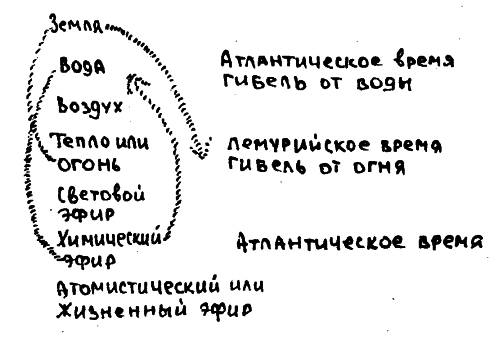 Земля
вода
воздух
Тепло или
огонь
Световой
эфир
Химический
эфир
Атомистический или
жизненный эфир
Атлантическое время
гибель от воды
Лемурийское время
гибель от огня
Атлантическое время